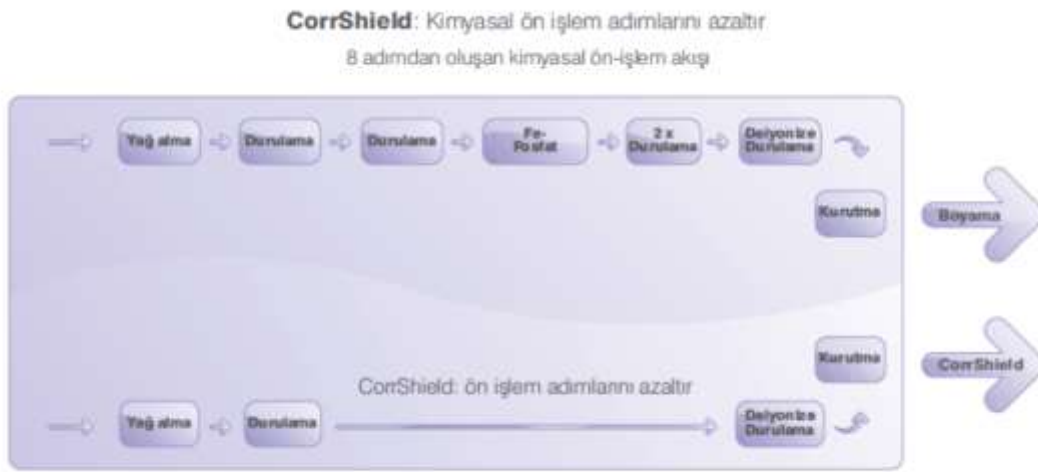 CorrShield: Kimyasal ön işlem adımlarını azaltır
8 adımdan oluşan kimyasal ön-işlem akışı
Yağ alma
Durulama
Durulama
Fe-
Fosfat
2 x
Durulama
Deiyonize
Durulama
Kurutma
Boyama
Kurutma
CorrShield
CorrShield: ön işlem adımlarını azaltır
Yağ alma
Durulama
Deiyonize
Durulama